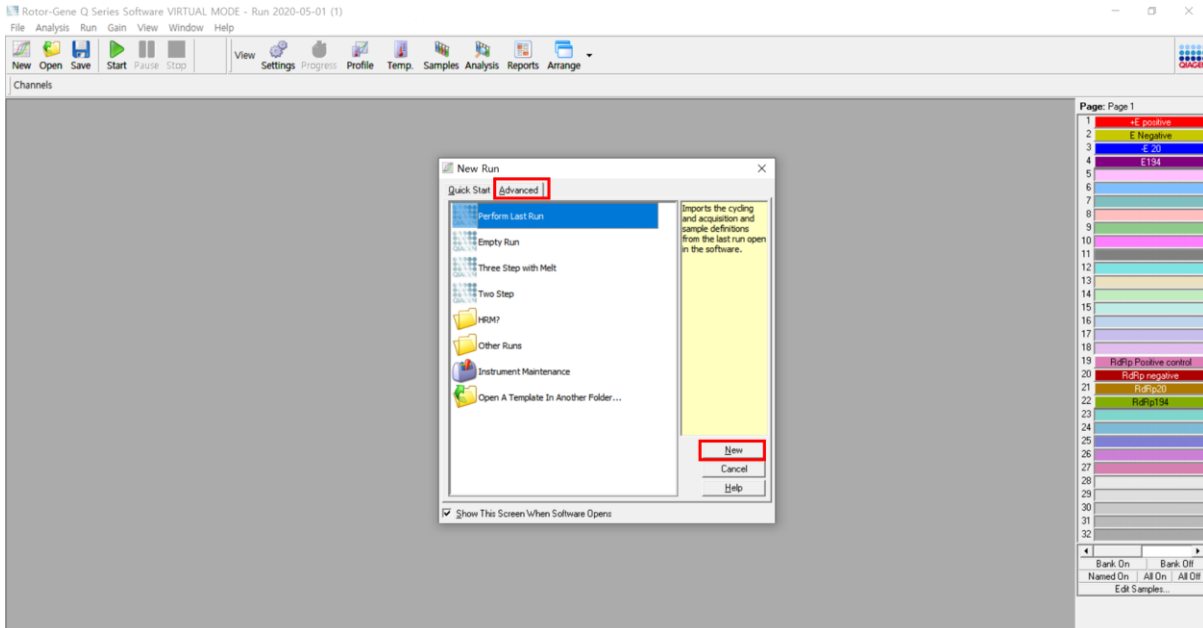 Rotor-Gene Q Series Software VIRTUAL MODE - Run 2020-05-01 (1)
File Analysis Run Gain View Window Help
New Open Save Start Pause Stop View Settings Progress Profile Temp. Samples Analysis Reports Arrange
QIAGEN
Channels
New Run
Quick Start Advanced
Perform Last Run
Empty Run
Three Step with Melt
Two Step
HRM?
Other Runs
Instrument Maintenance
Open A Template In Another Folder...
Imports the cycling
and acquisition and
sample definitions
from the last run open
in the software.
New
Cancel
Help
Show This Screen When Software Opens
Page: Page 1
1 +E positive
2 E Negative
3 -E 20
4 E194
5
6
7
8
9
10
11
12
13
14
15
16
17
18
19 RdRp Positive control
20 RdRp negative
21 RdRp20
22 RdRp194
23
24
25
26
27
28
29
30
31
32
Bank On Bank Off
Named On All On All Off
Edit Samples...